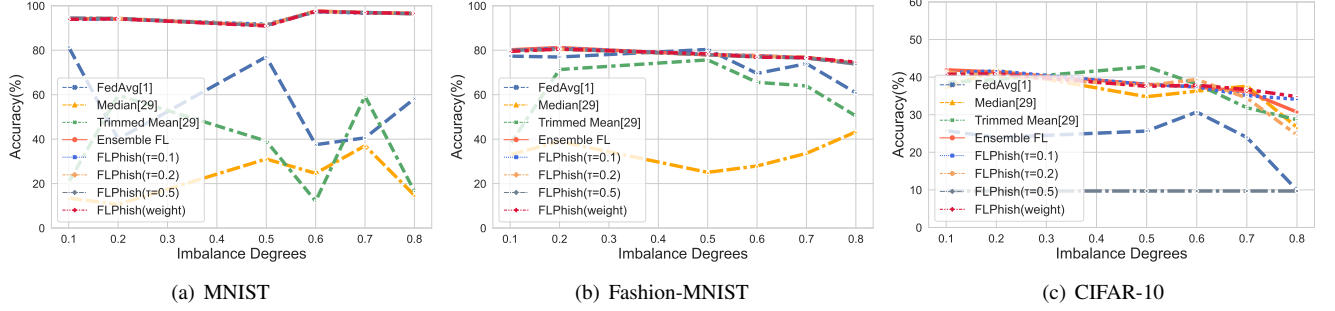 100
80
60
40
20
0
Accuracy(%)
FedAvg[1]
Median[29]
Trimmed Mean[29]
Ensemble FL
FLPhish(τ=0.1)
FLPhish(τ=0.2)
FLPhish(τ=0.5)
FLPhish(weight)
0.1 0.2 0.3 0.4 0.5 0.6 0.7 0.8
Imbalance Degrees
(a) MNIST
100
80
60
40
20
0
Accuracy(%)
FedAvg[1]
Median[29]
Trimmed Mean[29]
Ensemble FL
FLPhish(τ=0.1)
FLPhish(τ=0.2)
FLPhish(τ=0.5)
FLPhish(weight)
0.1 0.2 0.3 0.4 0.5 0.6 0.7 0.8
Imbalance Degrees
(b) Fashion-MNIST
60
50
40
30
20
10
0
Accuracy(%)
FedAvg[1]
Median[29]
Trimmed Mean[29]
Ensemble FL
FLPhish(τ=0.1)
FLPhish(τ=0.2)
FLPhish(τ=0.5)
FLPhish(weight)
0.1 0.2 0.3 0.4 0.5 0.6 0.7 0.8
Imbalance Degrees
(c) CIFAR-10